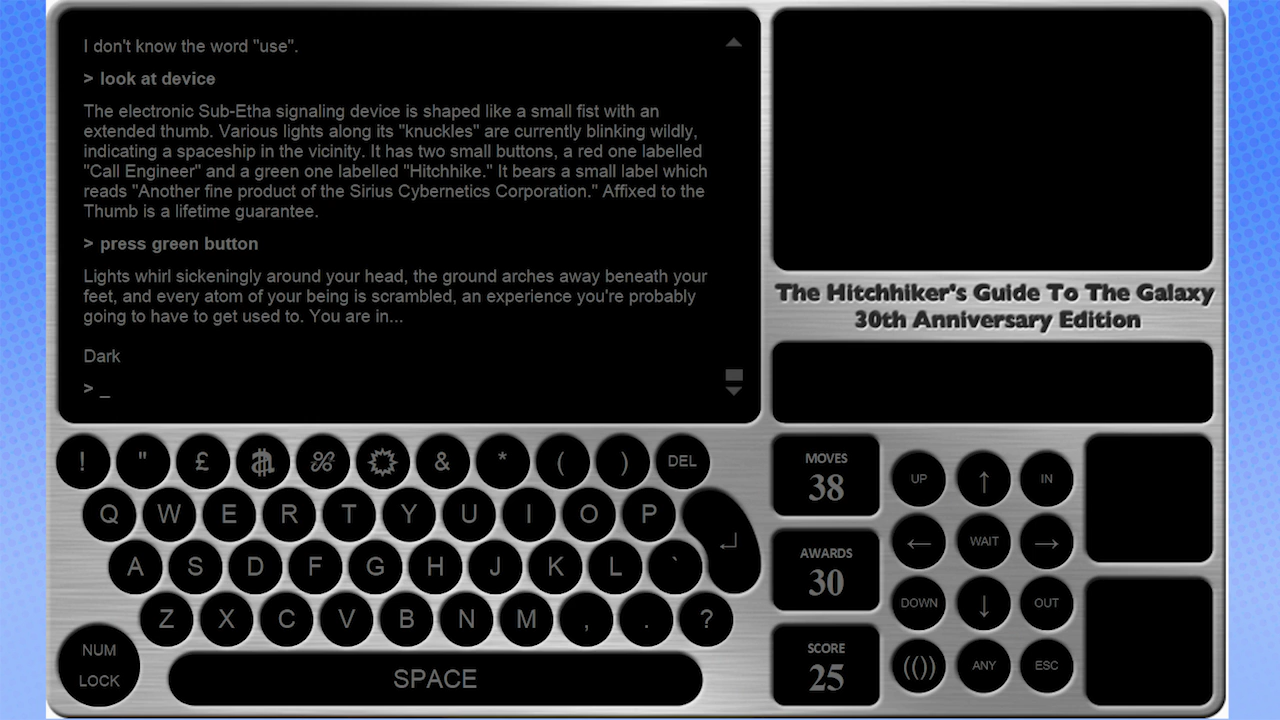 I don't know the word "use".
> look at device
The electronic Sub-Etha signaling device is shaped like a small fist with an
extended thumb. Various lights along its "knuckles" are currently blinking wildly,
indicating a spaceship in the vicinity. It has two small buttons, a red one labelled
"Call Engineer" and a green one labelled "Hitchhike." It bears a small label which
reads "Another fine product of the Sirius Cybernetics Corporation." Affixed to the
Thumb is a lifetime guarantee.
> press green button
Lights whirl sickeningly around your head, the ground arches away beneath your
feet, and every atom of your being is scrambled, an experience you're probably
going to have to get used to. You are in...
Dark
> _
The Hitchhiker's Guide To The Galaxy
30th Anniversary Edition
! " £ & * ( ) DEL
Q W E R T Y U I O P
A S D F G H J K L `
Z X C V B N M , . ?
NUM
LOCK
SPACE
MOVES
38
AWARDS
30
SCORE
25
UP ↑ IN
← WAIT →
DOWN ↓ OUT
(()) ANY ESC